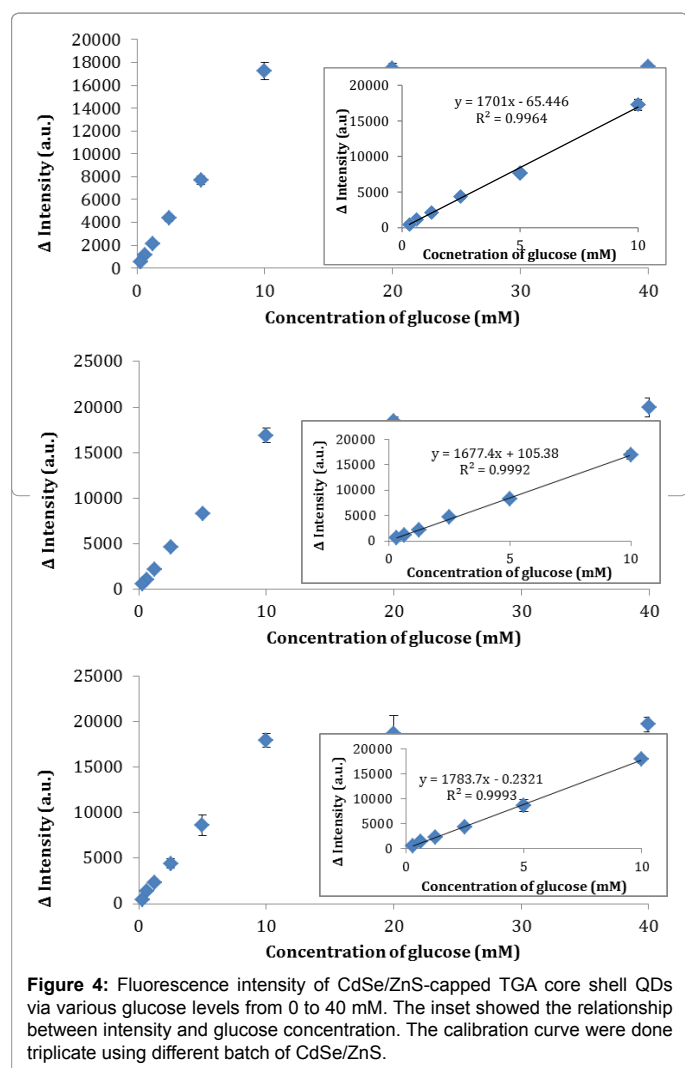 20000
18000
16000
14000
12000
10000
8000
6000
4000
2000
0
Δ Intensity (a.u.)
0 10 20 30 40
Concentration of glucose (mM)
20000
15000
10000
5000
0
Δ Intensity (a.u)
y = 1701x - 65.446
R² = 0.9964
0 5 10
Cocnetration of glucose (mM)
25000
20000
15000
10000
5000
0
Δ Intensity (a.u.)
0 10 20 30 40
Concentration of glucose (mM)
20000
15000
10000
5000
0
Δ Intensity (a.u.)
y = 1677.4x + 105.38
R² = 0.9992
0 5 10
Concentration of glucose (mM)
25000
20000
15000
10000
5000
0
Δ Intensity (a.u.)
0 10 20 30 40
Concentration of glucose (mM)
20000
15000
10000
5000
0
Δ Intensity (a.u.)
y = 1783.7x - 0.2321
R² = 0.9993
0 5 10
Concentration of glucose (mM)
Figure 4: Fluorescence intensity of CdSe/ZnS-capped TGA core shell QDs
via various glucose levels from 0 to 40 mM. The inset showed the relationship
between intensity and glucose concentration. The calibration curve were done
triplicate using different batch of CdSe/ZnS.